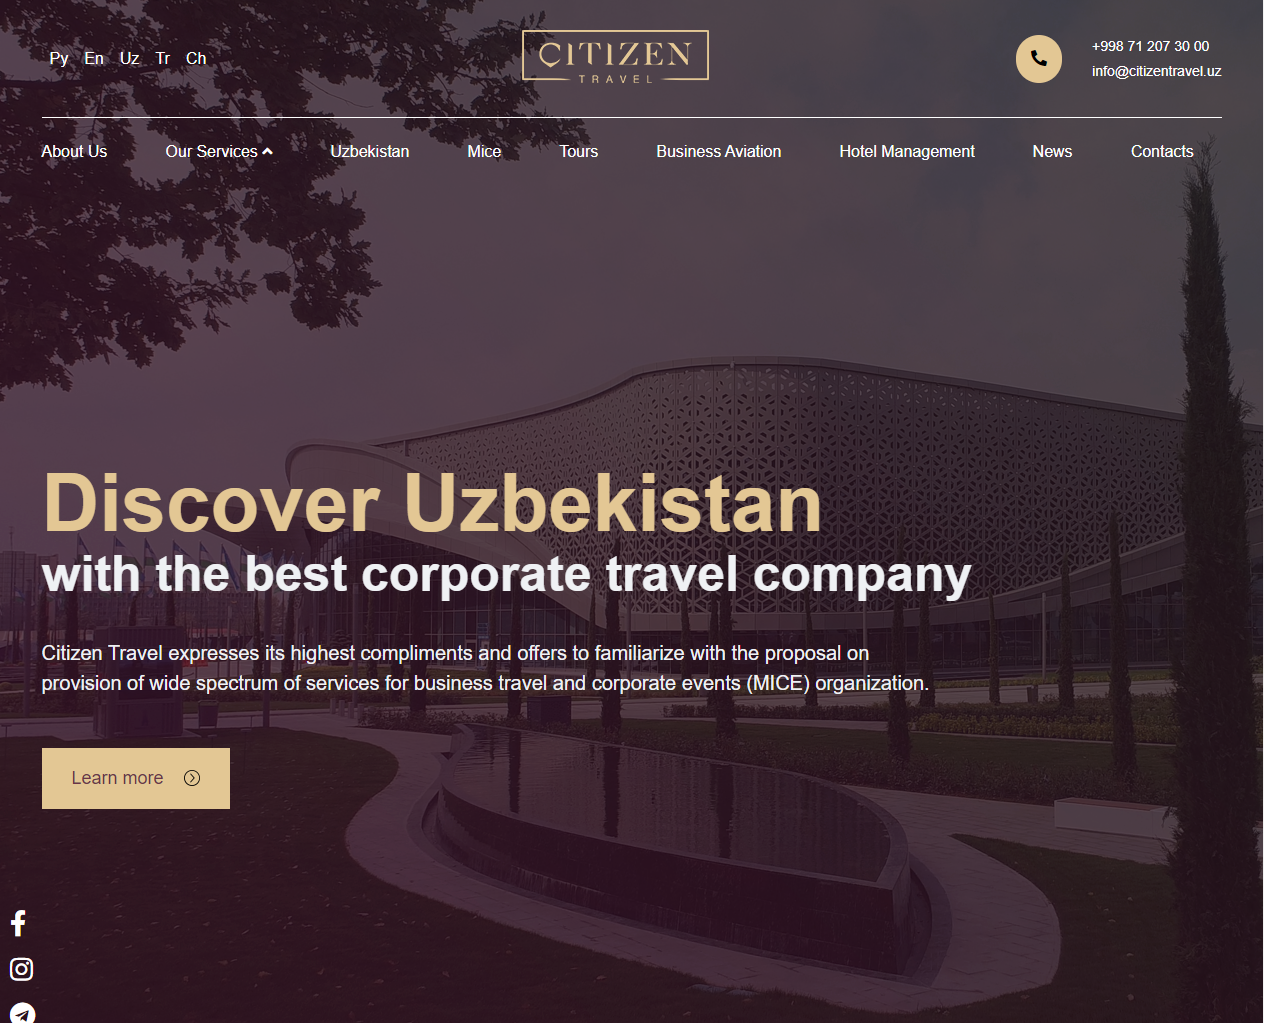 Ру En Uz Tr Ch
CITIZEN
TRAVEL
+998 71 207 30 00
info@citizentravel.uz
About Us Our Services Uzbekistan Mice Tours Business Aviation Hotel Management News Contacts
Discover Uzbekistan
with the best corporate travel company
Citizen Travel expresses its highest compliments and offers to familiarize with the proposal on
provision of wide spectrum of services for business travel and corporate events (MICE) organization.
Learn more